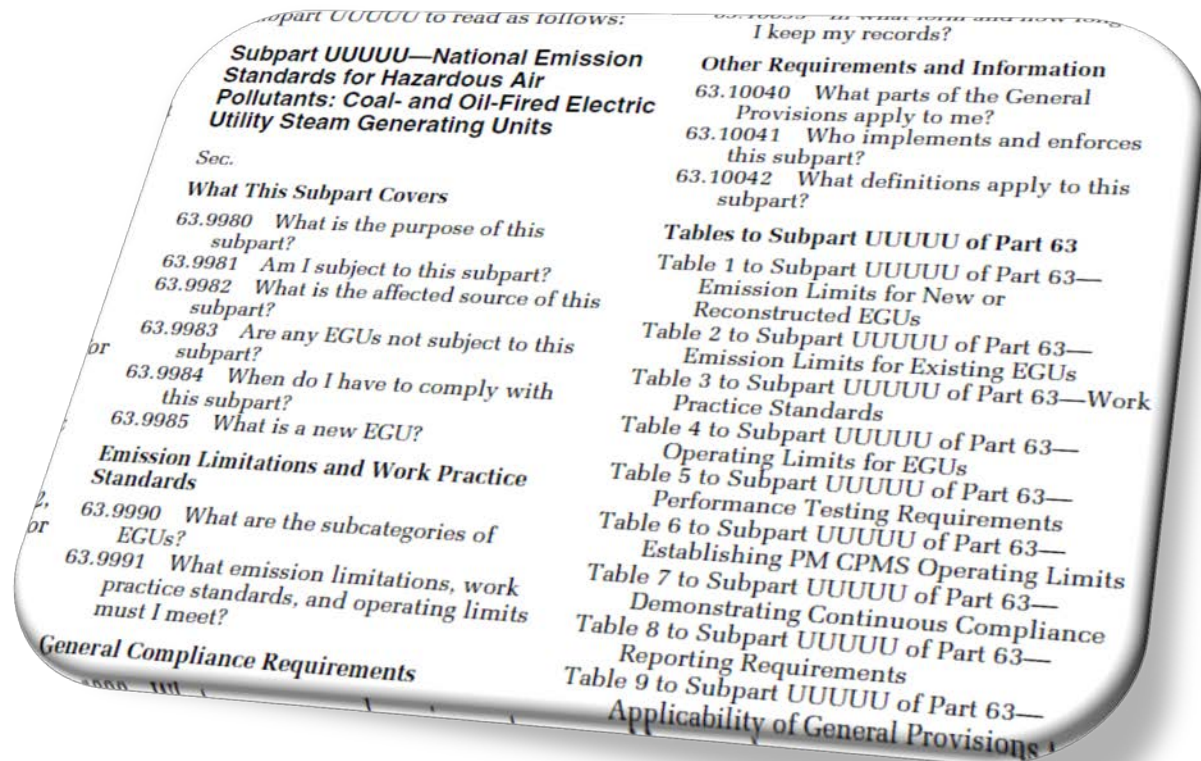 subpart UUUUU to read as follows:
Subpart UUUUU—National Emission
Standards for Hazardous Air
Pollutants: Coal- and Oil-Fired Electric
Utility Steam Generating Units
Sec.
What This Subpart Covers
63.9980 What is the purpose of this
subpart?
63.9981 Am I subject to this subpart?
63.9982 What is the affected source of this
subpart?
63.9983 Are any EGUs not subject to this
subpart?
63.9984 When do I have to comply with
this subpart?
63.9985 What is a new EGU?
Emission Limitations and Work Practice
Standards
63.9990 What are the subcategories of
EGUs?
63.9991 What emission limitations, work
practice standards, and operating limits
must I meet?
General Compliance Requirements
or
2,
or
In what form and how long
I keep my records?
Other Requirements and Information
63.10040 What parts of the General
Provisions apply to me?
63.10041 Who implements and enforces
this subpart?
63.10042 What definitions apply to this
subpart?
Tables to Subpart UUUUU of Part 63
Table 1 to Subpart UUUUU of Part 63—
Emission Limits for New or
Reconstructed EGUs
Table 2 to Subpart UUUUU of Part 63—
Emission Limits for Existing EGUs
Table 3 to Subpart UUUUU of Part 63—Work
Practice Standards
Table 4 to Subpart UUUUU of Part 63—
Operating Limits for EGUs
Table 5 to Subpart UUUUU of Part 63—
Performance Testing Requirements
Table 6 to Subpart UUUUU of Part 63—
Establishing PM CPMS Operating Limits
Table 7 to Subpart UUUUU of Part 63—
Demonstrating Continuous Compliance
Table 8 to Subpart UUUUU of Part 63—
Reporting Requirements
Table 9 to Subpart UUUUU of Part 63—
Applicability of General Provisions